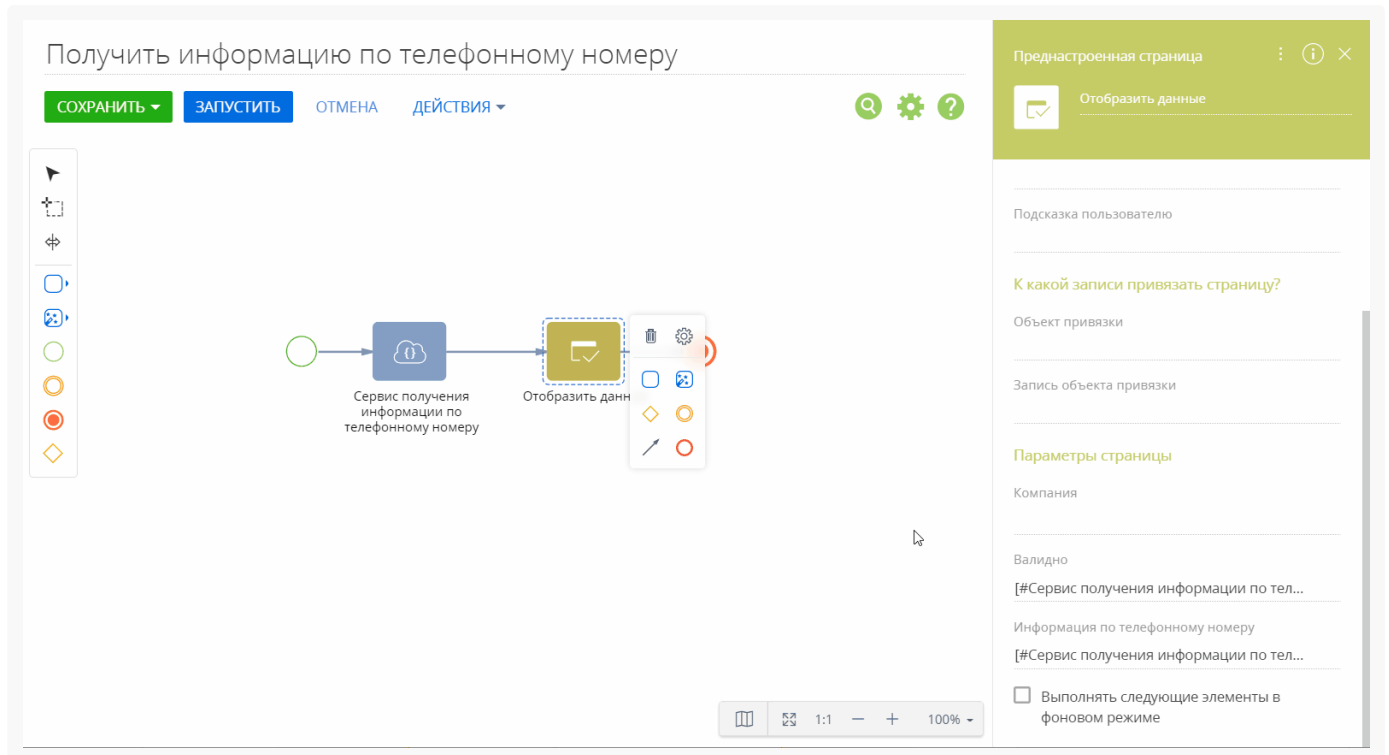 Получить информацию по телефонному номеру
СОХРАНИТЬ
ЗАПУСТИТЬ
ОТМЕНА
ДЕЙСТВИЯ
Сервис получения
информации по
телефонному номеру
Отобразить данн
1:1
100%
Преднастроенная страница
Отобразить данные
Подсказка пользователю
К какой записи привязать страницу?
Объект привязки
Запись объекта привязки
Параметры страницы
Компания
Валидно
[#Сервис получения информации по тел...
Информация по телефонному номеру
[#Сервис получения информации по тел...
Выполнять следующие элементы в
фоновом режиме